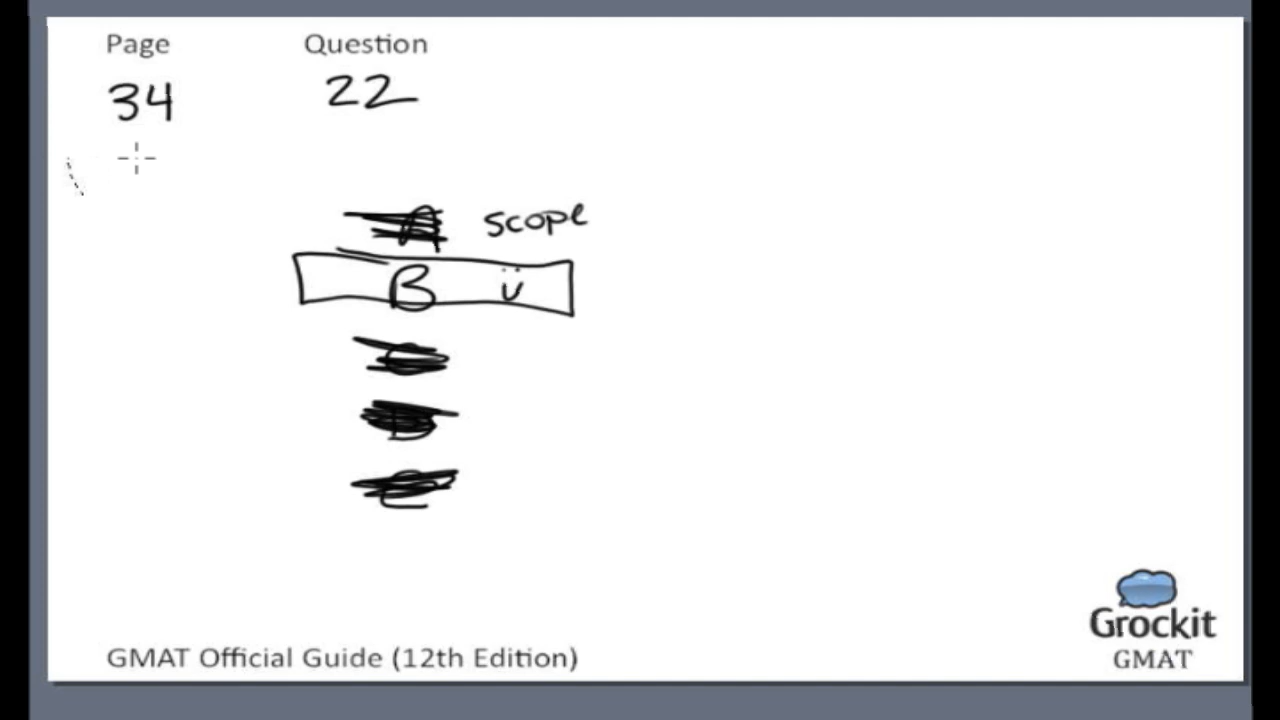 Page Question
34 22
A scope
B
C
D
E
GMAT Official Guide (12th Edition)
Grockit
GMAT